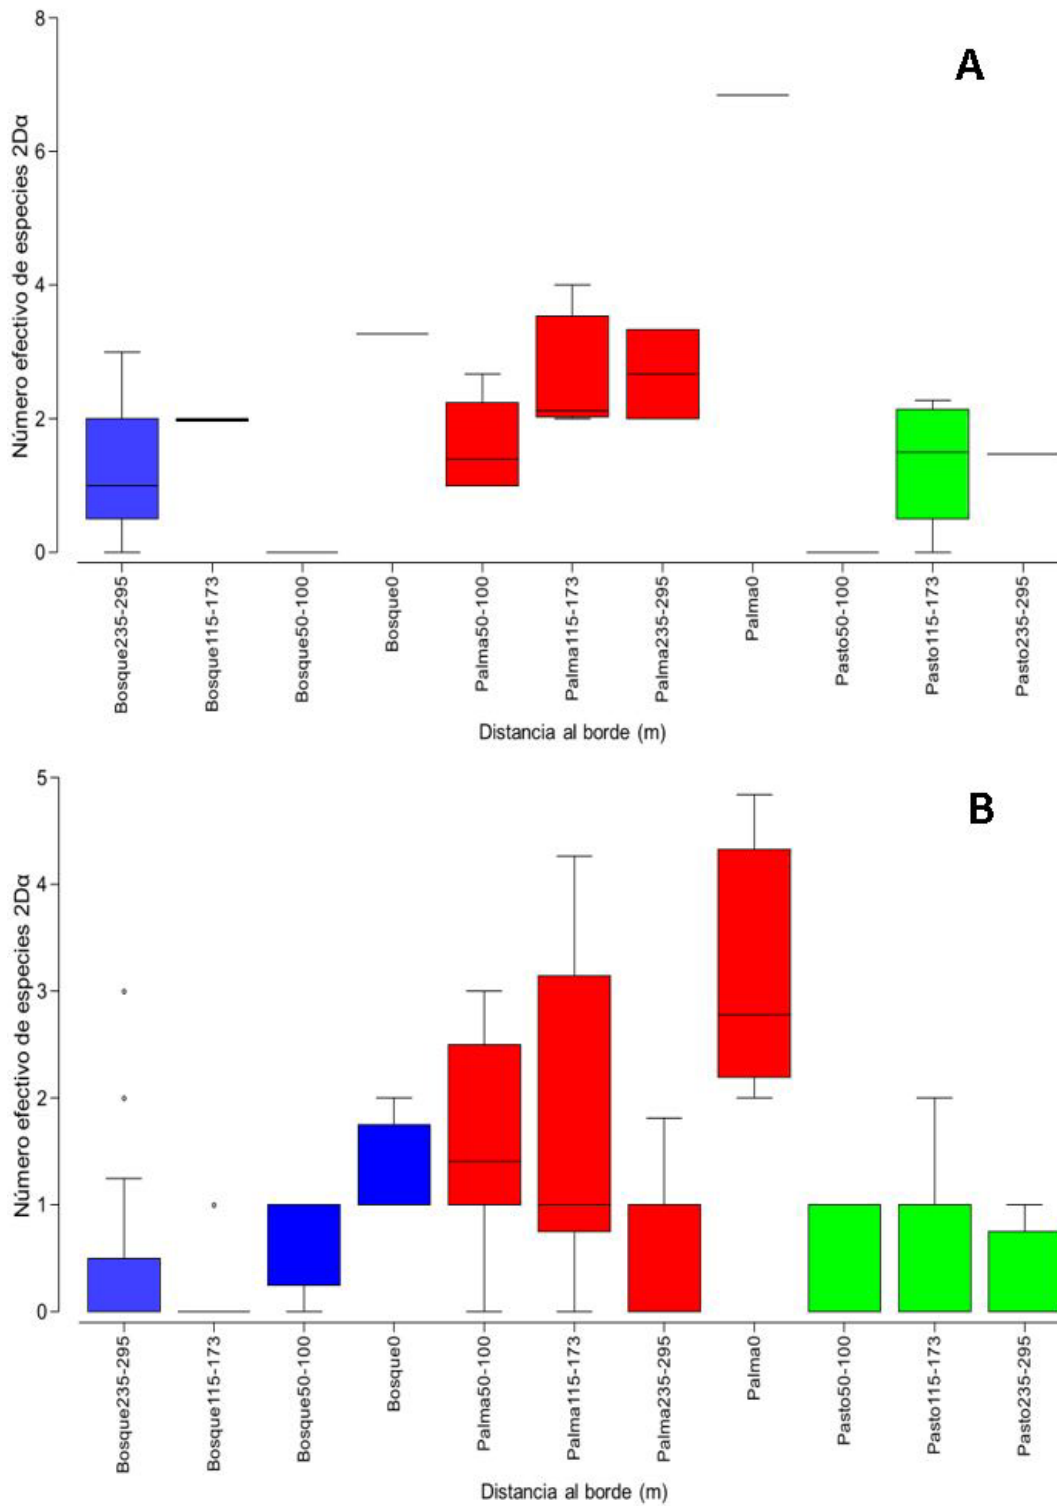 A
Número efectivo de especies 2Dα
8
6
4
2
0
Bosque235-295
Bosque115-173
Bosque50-100
Bosque0
Palma50-100
Palma115-173
Palma235-295
Palma0
Pasto50-100
Pasto115-173
Pasto235-295
Distancia al borde (m)
B
Número efectivo de especies 2Dα
5
4
3
2
1
0
Bosque235-295
Bosque115-173
Bosque50-100
Bosque0
Palma50-100
Palma115-173
Palma235-295
Palma0
Pasto50-100
Pasto115-173
Pasto235-295
Distancia al borde (m)